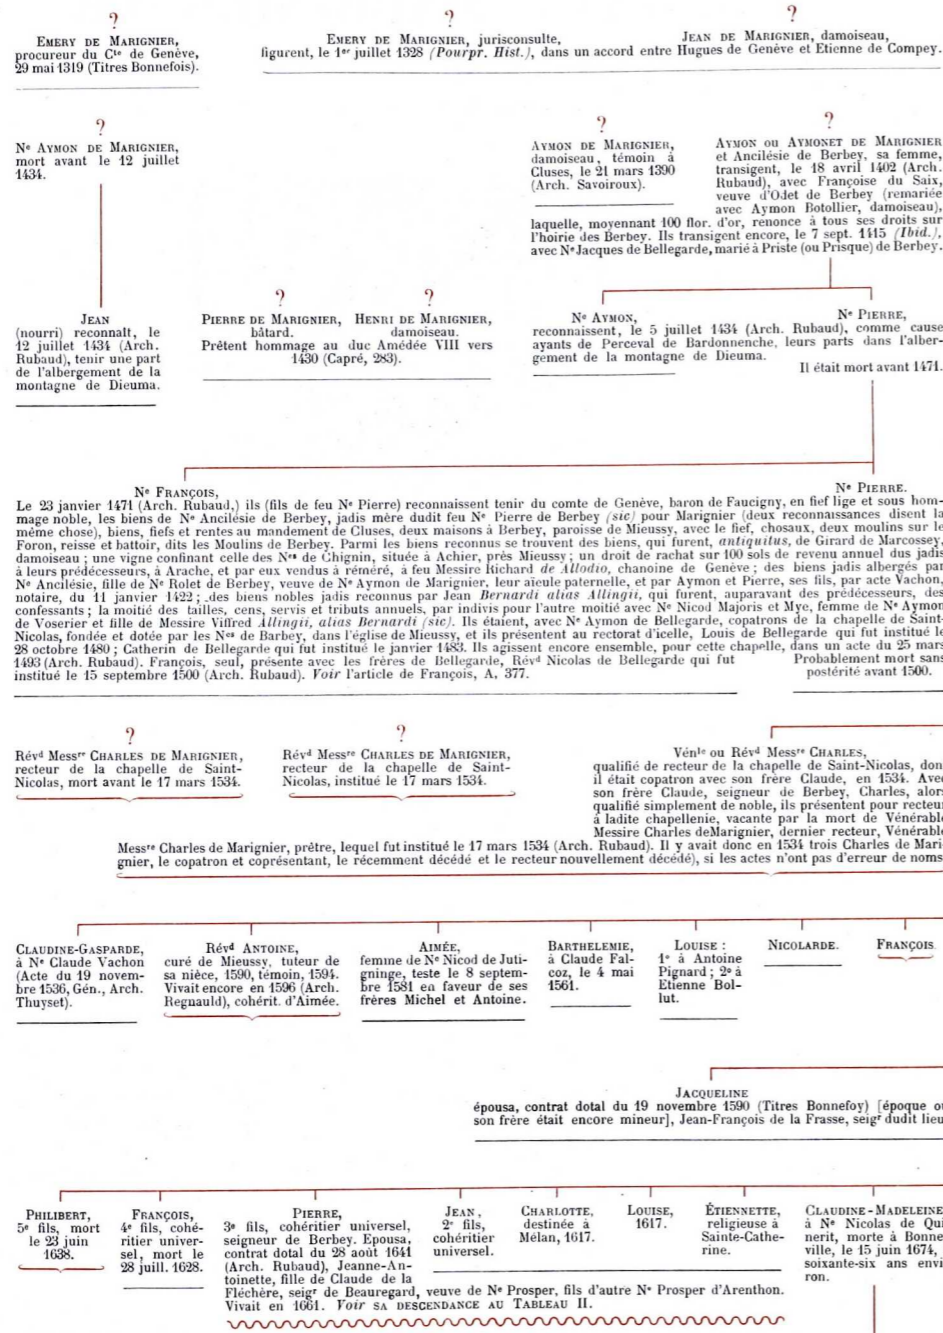 ?
EMERY DE MARIGNIER,
procureur du Cte de Genève,
29 mai 1319 (Titres Bonnefois).
?
EMERY DE MARIGNIER, jurisconsulte,
?
JEAN DE MARIGNIER, damoiseau,
figurent, le 1er juillet 1328 (Pourpr. Hist.), dans un accord entre Hugues de Genève et Etienne de Compey.
?
Ne AYMON DE MARIGNIER,
mort avant le 12 juillet
1434.
?
AYMON DE MARIGNIER,
damoiseau, témoin à
Cluses, le 21 mars 1390
(Arch. Savoiroux).
?
AYMON OU AYMONET DE MARIGNIER
et Ancilésie de Berbey, sa femme,
transigent, le 18 avril 1402 (Arch.
Rubaud), avec Françoise du Saix,
veuve d'Odet de Berbey (remariée
avec Aymon Botollier, damoiseau),
laquelle, moyennant 100 flor. d'or, renonce à tous ses droits sur
l'hoirie des Berbey. Ils transigent encore, le 7 sept. 1415 (Ibid.),
avec Ne Jacques de Bellegarde, marié à Priste (ou Prisque) de Berbey.
JEAN
(nourri) reconnaît, le
12 juillet 1434 (Arch.
Rubaud), tenir une part
de l'albergement de la
montagne de Dieuma.
?
PIERRE DE MARIGNIER,
bâtard.
?
HENRI DE MARIGNIER,
damoiseau.
Prêtent hommage au duc Amédée VIII vers
1430 (Capré, 283).
Ne AYMON,
Ne PIERRE,
reconnaissent, le 5 juillet 1434 (Arch. Rubaud), comme cause
ayants de Perceval de Bardonnenche, leurs parts dans l'alber-
gement de la montagne de Dieuma.
Il était mort avant 1471.
Ne FRANÇOIS,
Ne PIERRE.
Le 23 janvier 1471 (Arch. Rubaud,) ils (fils de feu Ne Pierre) reconnaissent tenir du comte de Genève, baron de Faucigny, en fief lige et sous hom-
mage noble, les biens de Ne Ancilésie de Berbey, jadis mère dudit feu Ne Pierre de Berbey (sic) pour Marignier (deux reconnaissances disent la
même chose), biens, fiefs et rentes au mandement de Cluses, deux maisons à Berbey, paroisse de Mieussy, avec le fief, chosaux, deux moulins sur le
Foron, reisse et battoir, dits les Moulins de Berbey. Parmi les biens reconnus se trouvent des biens, qui furent, antiquitus, de Girard de Marcossey,
damoiseau ; une vigne confinant celle des Nes de Chignin, située à Achier, près Mieussy ; un droit de rachat sur 100 sols de revenu annuel dus jadis
à leurs prédécesseurs, à Arache, et par eux vendus à réméré, à feu Messire Richard de Allodio, chanoine de Genève ; des biens jadis albergés par
Ne Ancilésie, fille de Ne Rolet de Berbey, veuve de Ne Aymon de Marignier, leur aïeule paternelle, et par Aymon et Pierre, ses fils, par acte Vachon,
notaire, du 11 janvier 1422 ; des biens nobles jadis reconnus par Jean Bernardi alias Allingii, qui furent, auparavant des prédécesseurs, des
confessants ; la moitié des tailles, cens, servis et tributs annuels, par indivis pour l'autre moitié avec Ne Nicod Majoris et Mye, femme de Ne Aymon
de Voserier et fille de Messire Viffred Allingii, alias Bernardi (sic). Ils étaient, avec Ne Aymon de Bellegarde, copatrons de la chapelle de Saint-
Nicolas, fondée et dotée par les Nes de Barbey, dans l'église de Mieussy, et ils présentent au rectorat d'icelle, Louis de Bellegarde qui fut institué le
28 octobre 1480 ; Catherin de Bellegarde qui fut institué le janvier 1483. Ils agissent encore ensemble, pour cette chapelle, dans un acte du 25 mars
1493 (Arch. Rubaud). François, seul, présente avec les frères de Bellegarde, Révd Nicolas de Bellegarde qui fut
institué le 15 septembre 1500 (Arch. Rubaud). Voir l'article de François, A, 377.
Probablement mort sans
postérité avant 1500.
?
Révd Messre CHARLES DE MARIGNIER,
recteur de la chapelle de Saint-
Nicolas, mort avant le 17 mars 1534.
?
Révd Messre CHARLES DE MARIGNIER,
recteur de la chapelle de Saint-
Nicolas, institué le 17 mars 1534.
Vénle ou Révd Messre CHARLES,
qualifié de recteur de la chapelle de Saint-Nicolas, don
il était copatron avec son frère Claude, en 1534. Avec
son frère Claude, seigneur de Berbey, Charles, alors
qualifié simplement de noble, ils présentent pour recteur
à ladite chapellenie, vacante par la mort de Vénérable
Messire Charles deMarignier, dernier recteur, Vénérable
Messre Charles de Marignier, prêtre, lequel fut institué le 17 mars 1534 (Arch. Rubaud). Il y avait donc en 1534 trois Charles de Mari-
gnier, le copatron et coprésentant, le récemment décédé et le recteur nouvellement décédé), si les actes n'ont pas d'erreur de noms.
CLAUDINE-GASPARDE,
à Ne Claude Vachon
(Acte du 19 novem-
bre 1536, Gén., Arch.
Thuyset).
Révd ANTOINE,
curé de Mieussy, tuteur de
sa nièce, 1590, témoin, 1594.
Vivait encore en 1596 (Arch.
Regnauld), cohérit. d'Aimée.
AIMÉE,
femme de Ne Nicod de Juti-
gninge, teste le 8 septem-
bre 1581 en faveur de ses
frères Michel et Antoine.
BARTHELEMIE,
à Claude Fal-
coz, le 4 mai
1561.
LOUISE :
1° à Antoine
Pignard ; 2° à
Etienne Bol-
lut.
NICOLARDE.
FRANÇOIS
JACQUELINE
épousa, contrat dotal du 19 novembre 1590 (Titres Bonnefoy) [époque où
son frère était encore mineur], Jean-François de la Frasse, seigr dudit lieu
PHILIBERT,
5e fils, mort
le 23 juin
1638.
FRANÇOIS,
4e fils, cohé-
ritier univer-
sel, mort le
28 juill. 1628.
PIERRE,
3e fils, cohéritier universel,
seigneur de Berbey. Epousa,
contrat dotal du 28 août 1641
(Arch. Rubaud), Jeanne-An-
toinette, fille de Claude de la
Fléchère, seigr de Beauregard, veuve de Ne Prosper, fils d'autre Ne Prosper d'Arenthon.
Vivait en 1661. Voir SA DESCENDANCE AU TABLEAU II.
JEAN,
2e fils,
cohéritier
universel.
CHARLOTTE,
destinée à
Mélan, 1617.
LOUISE,
1617.
ÉTIENNETTE,
religieuse à
Sainte-Cathe-
rine.
CLAUDINE-MADELEINE
à Ne Nicolas de Qui
nerit, morte à Bonne
ville, le 15 juin 1674,
soixante-six ans envi
ron.